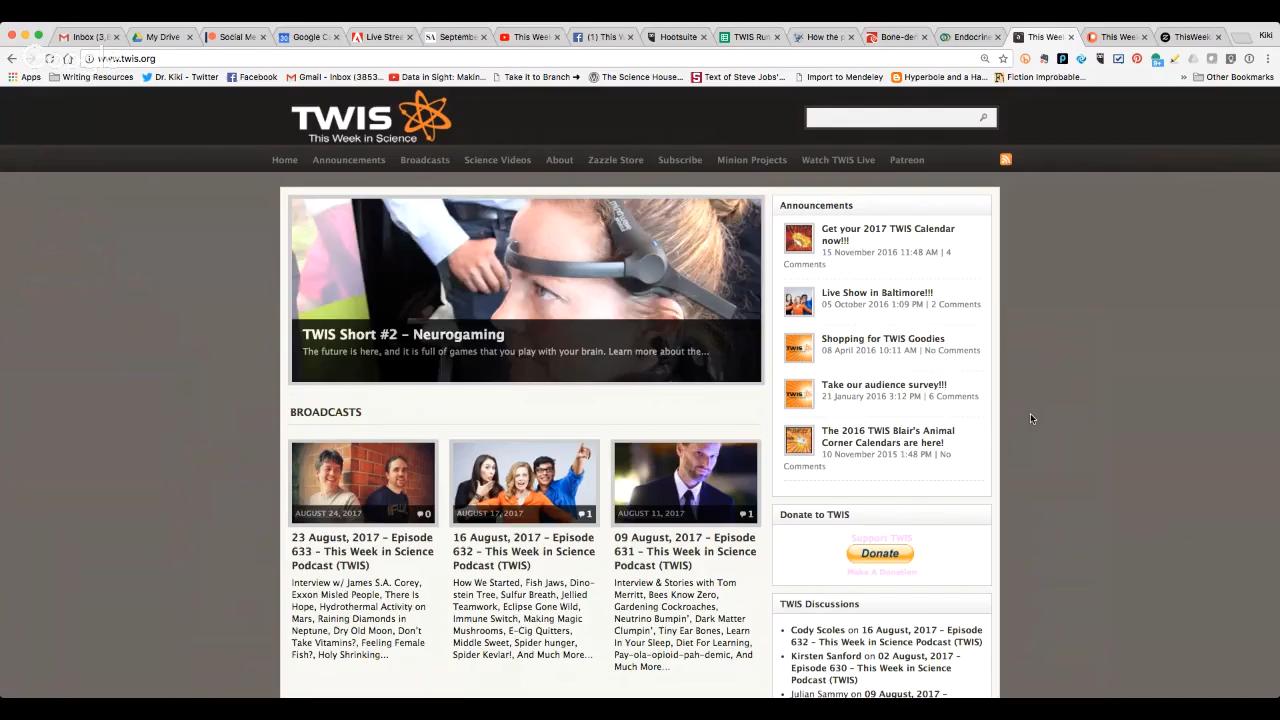 Inbox (3,
My Drive
Social Me
Google C
Live Stre
Septembe
This Week
(1) This W
Hootsuite
TWIS Run
How the p
Bone-der
Endocrine
This Week
This Week
ThisWeek
Kiki
www.twis.org
Apps
Writing Resources
Dr. Kiki - Twitter
Facebook
Gmail - Inbox (3853...
Data in Sight: Makin...
Take it to Branch →
The Science House...
Text of Steve Jobs'...
Import to Mendeley
Hyperbole and a Ha...
Fiction Improbable...
»
Other Bookmarks
TWIS
This Week in Science
Home
Announcements
Broadcasts
Science Videos
About
Zazzle Store
Subscribe
Minion Projects
Watch TWIS Live
Patreon
TWIS Short #2 – Neurogaming
The future is here, and it is full of games that you play with your brain. Learn more about the...
BROADCASTS
AUGUST 24, 2017
0
23 August, 2017 – Episode
633 – This Week in Science
Podcast (TWIS)
Interview w/ James S.A. Corey,
Exxon Misled People, There Is
Hope, Hydrothermal Activity on
Mars, Raining Diamonds in
Neptune, Dry Old Moon, Don't
Take Vitamins?, Feeling Female
Fish?, Holy Shrinking...
AUGUST 17, 2017
1
16 August, 2017 – Episode
632 – This Week in Science
Podcast (TWIS)
How We Started, Fish Jaws, Dino-
stein Tree, Sulfur Breath, Jellied
Teamwork, Eclipse Gone Wild,
Immune Switch, Making Magic
Mushrooms, E-Cig Quitters,
Middle Sweet, Spider hunger,
Spider Kevlar!, And Much More...
AUGUST 11, 2017
1
09 August, 2017 – Episode
631 – This Week in Science
Podcast (TWIS)
Interview & Stories with Tom
Merritt, Bees Know Zero,
Gardening Cockroaches,
Neutrino Bumpin', Dark Matter
Clumpin', Tiny Ear Bones, Learn
In Your Sleep, Diet For Learning,
Pay-ola-opioid-pah-demic, And
Much More...
Announcements
Get your 2017 TWIS Calendar
now!!!
15 November 2016 11:48 AM | 4
Comments
Live Show in Baltimore!!!
05 October 2016 1:09 PM | 2 Comments
Shopping for TWIS Goodies
08 April 2016 10:11 AM | No Comments
Take our audience survey!!!
21 January 2016 3:12 PM | 6 Comments
The 2016 TWIS Blair's Animal
Corner Calendars are here!
10 November 2015 1:48 PM | No
Comments
Donate to TWIS
Support TWIS
Donate
Make A Donation
TWIS Discussions
• Cody Scoles on 16 August, 2017 –
Episode 632 – This Week in Science
Podcast (TWIS)
• Kirsten Sanford on 02 August, 2017 –
Episode 630 – This Week in Science
Podcast (TWIS)
• Julian Sammy on 09 August, 2017 –